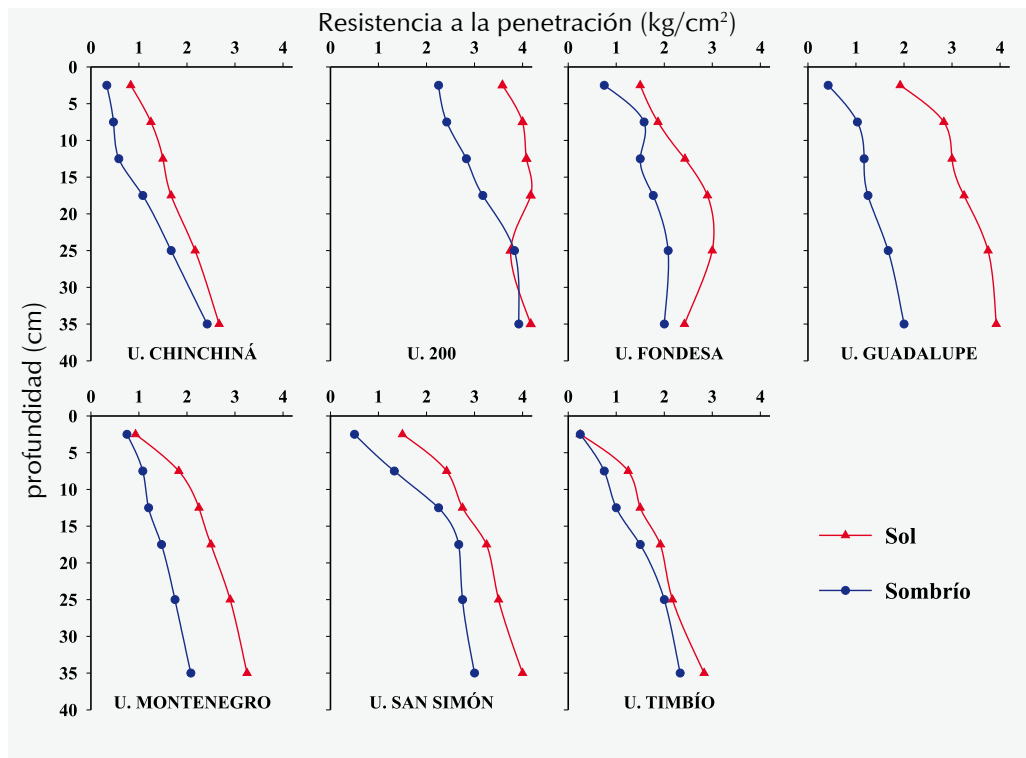 Resistencia a la penetración (kg/cm²)
0 1 2 3 4
0 1 2 3 4
0 1 2 3 4
0 1 2 3 4
0
5
10
15
20
25
30
35
40
U. CHINCHINÁ
U. 200
U. FONDESA
U. GUADALUPE
profundidad (cm)
0 1 2 3 4
0 1 2 3 4
0 1 2 3 4
0
5
10
15
20
25
30
35
40
U. MONTENEGRO
U. SAN SIMÓN
U. TIMBÍO
Sol
Sombrío